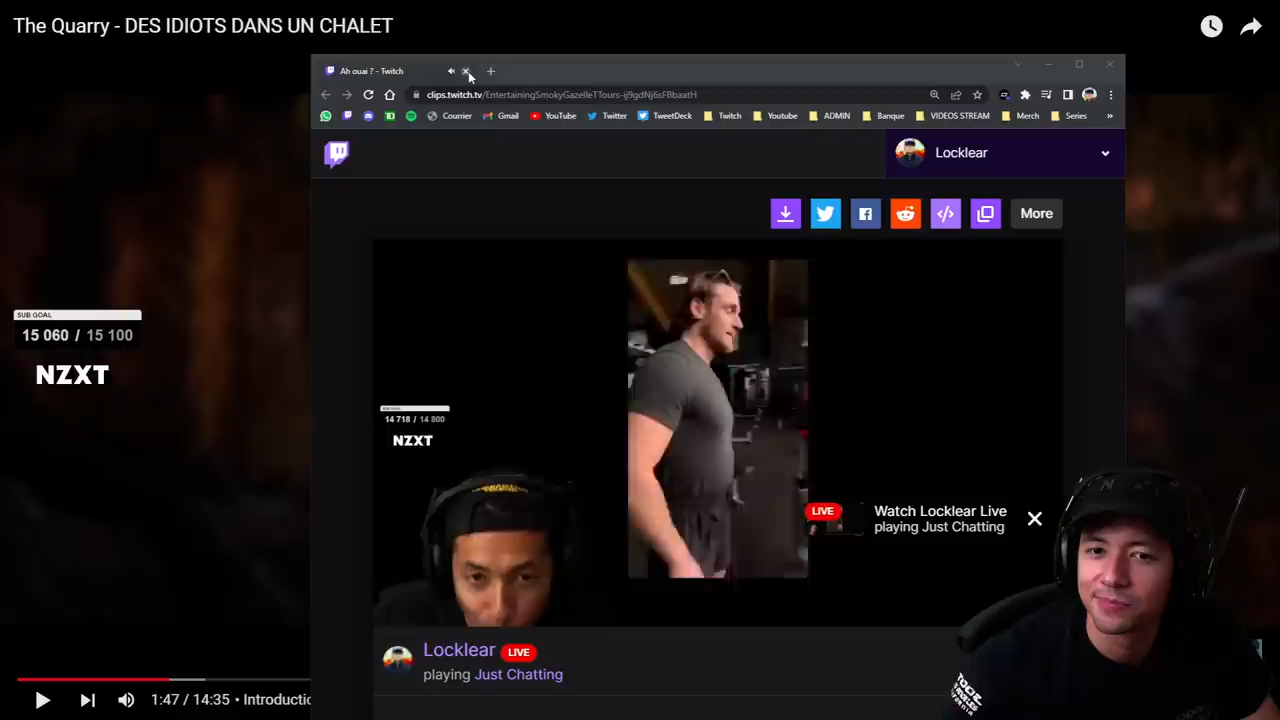 The Quarry - DES IDIOTS DANS UN CHALET
Ah ouai ? - Twitch
clips.twitch.tv/EntertainingSmokyGazelleTTours-ij9gdNj6sFBbaatH
Courrier Gmail YouTube Twitter TweetDeck Twitch Youtube ADMIN Banque VIDEOS STREAM Merch Series »
Locklear
More
SUB GOAL
15 060 / 15 100
NZXT
14 718 / 14 800
NZXT
LIVE
Watch Locklear Live
playing Just Chatting
Locklear LIVE
playing Just Chatting
1:47 / 14:35 • Introductio